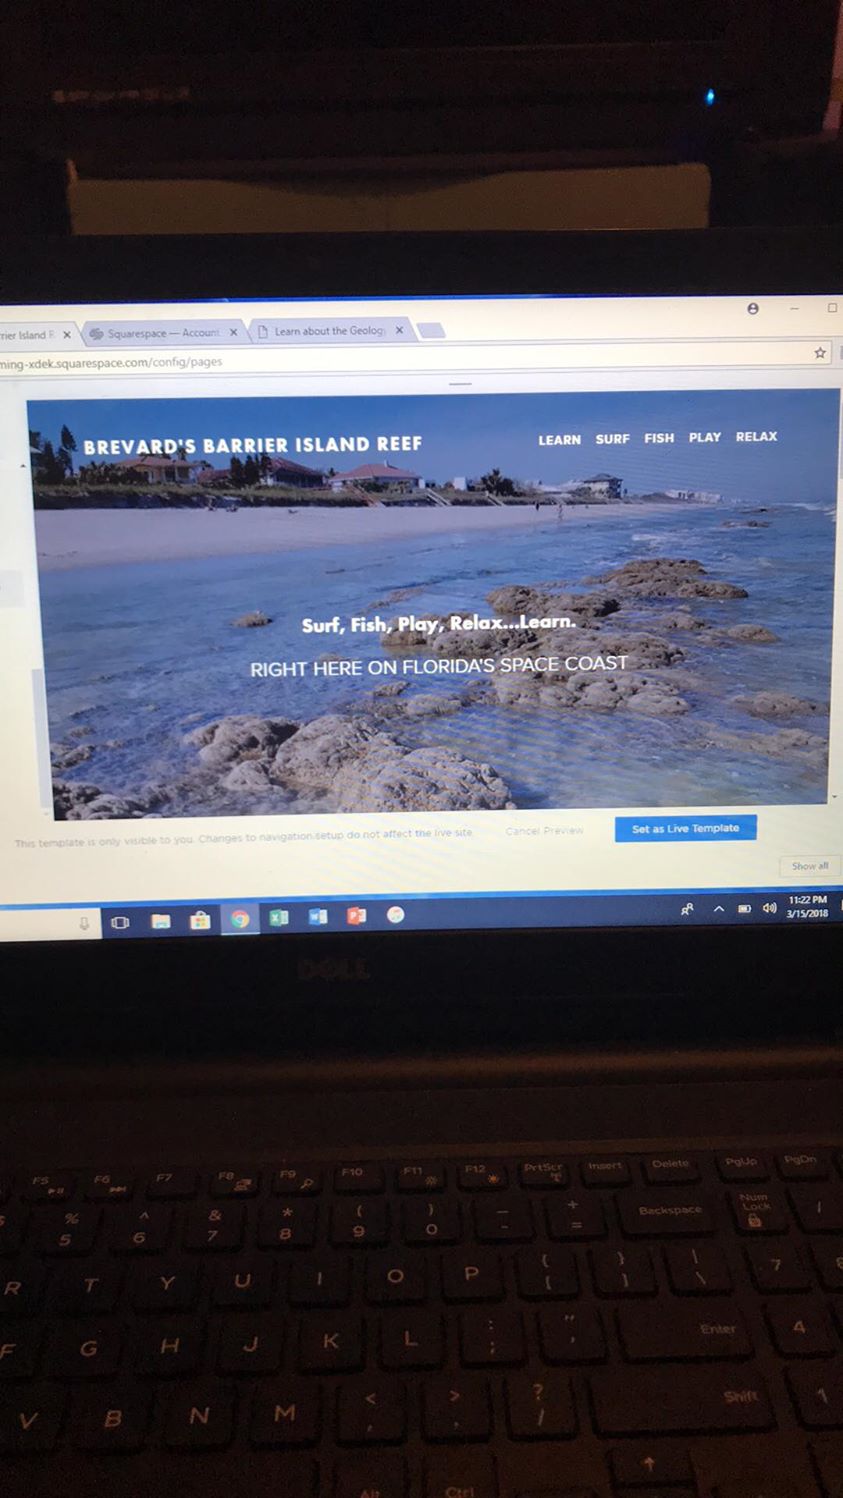 rrier Island R
Squarespace — Account
Learn about the Geolog
ning-xdek.squarespace.com/config/pages
BREVARD'S BARRIER ISLAND REEF
LEARN SURF FISH PLAY RELAX
Surf, Fish, Play, Relax...Learn.
RIGHT HERE ON FLORIDA'S SPACE COAST
This template is only visible to you. Changes to navigation setup do not affect the live site.
Cancel Preview
Set as Live Template
Show all
11:22 PM
3/15/2018
DELL
F5 F6 F7 F8 F9 F10 F11 F12 PrtScr Insert Delete PgUp PgDn
% ^ & * ( ) _ +
5 6 7 8 9 0 - = Backspace Num Lock /
R T Y U I O P { [ } ] | \ 7 8
F G H J K L : ; " ' Enter 4
V B N M < , > . ? / Shift 1
Alt Ctrl